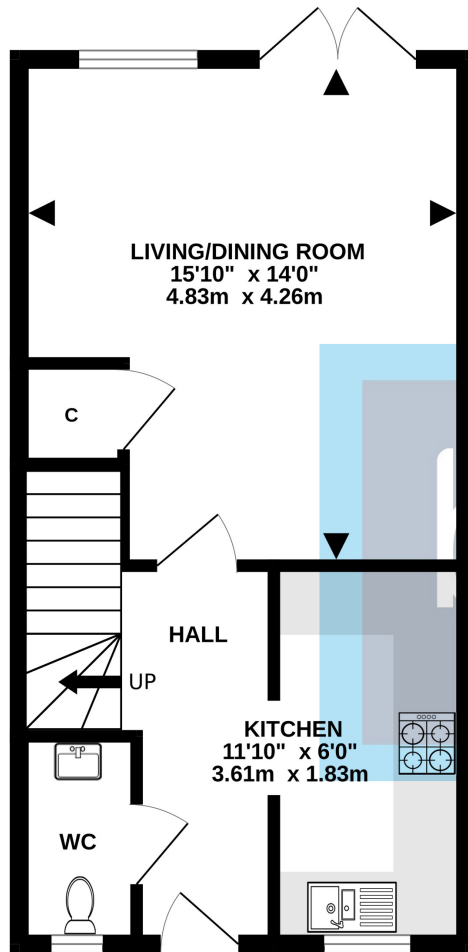 LIVING/DINING ROOM
15'10" x 14'0"
4.83m x 4.26m
C
HALL
UP
KITCHEN
11'10" x 6'0"
3.61m x 1.83m
WC